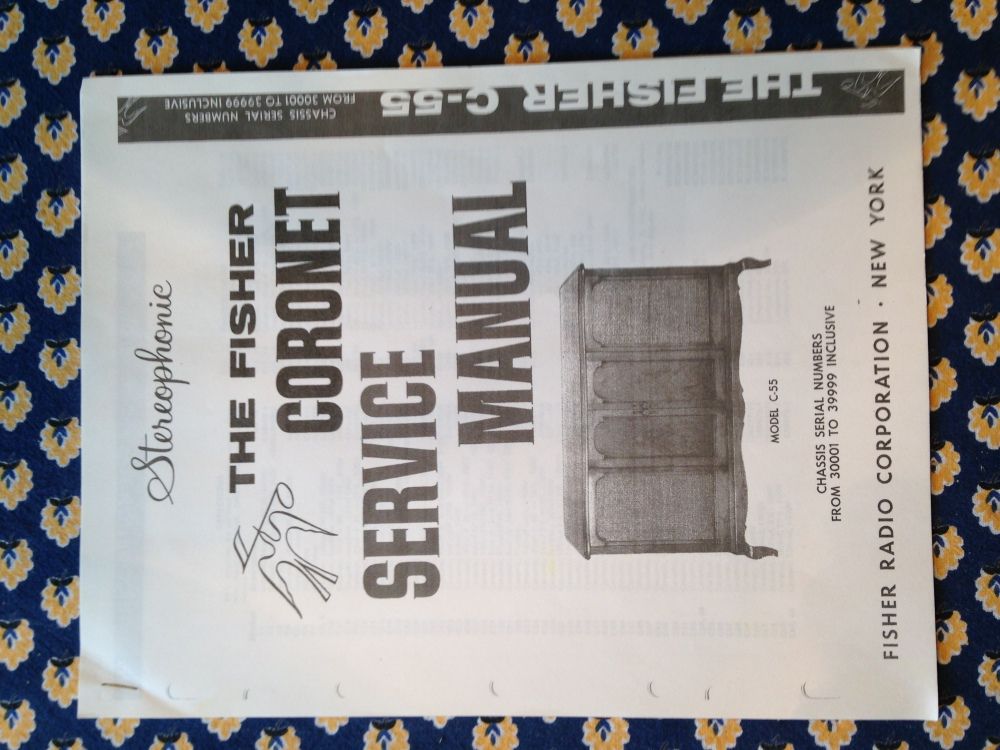 Stereophonic
THE FISHER
CORONET
SERVICE
MANUAL
MODEL C-55
CHASSIS SERIAL NUMBERS
FROM 30001 TO 39999 INCLUSIVE
FISHER RADIO CORPORATION · NEW YORK
THE FISHER C-55
CHASSIS SERIAL NUMBERS
FROM 30001 TO 39999 INCLUSIVE